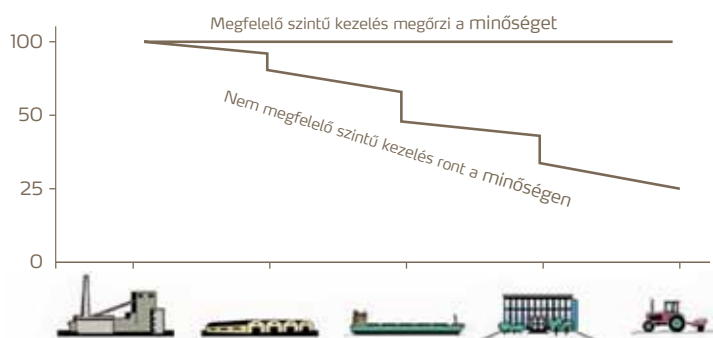 Megfelelő szintű kezelés megőrzi a minőséget
100
50
Nem megfelelő szintű kezelés ront a minőségen
25
0